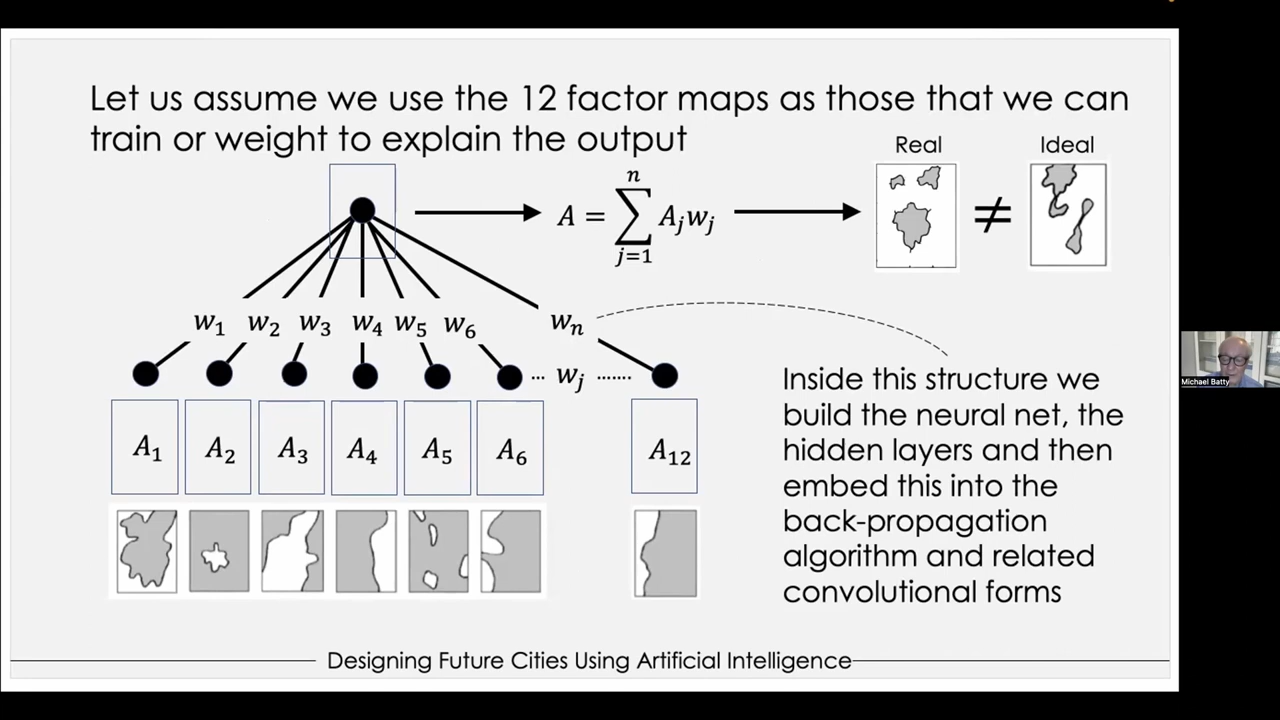 Let us assume we use the 12 factor maps as those that we can
train or weight to explain the output
Real
Ideal
A = ∑ⁿⱼ₌₁ Aⱼwⱼ
≠
w₁ w₂ w₃ w₄ w₅ w₆ wₙ
... wⱼ .......
A₁ A₂ A₃ A₄ A₅ A₆ A₁₂
Inside this structure we
build the neural net, the
hidden layers and then
embed this into the
back-propagation
algorithm and related
convolutional forms
Designing Future Cities Using Artificial Intelligence
Michael Batty